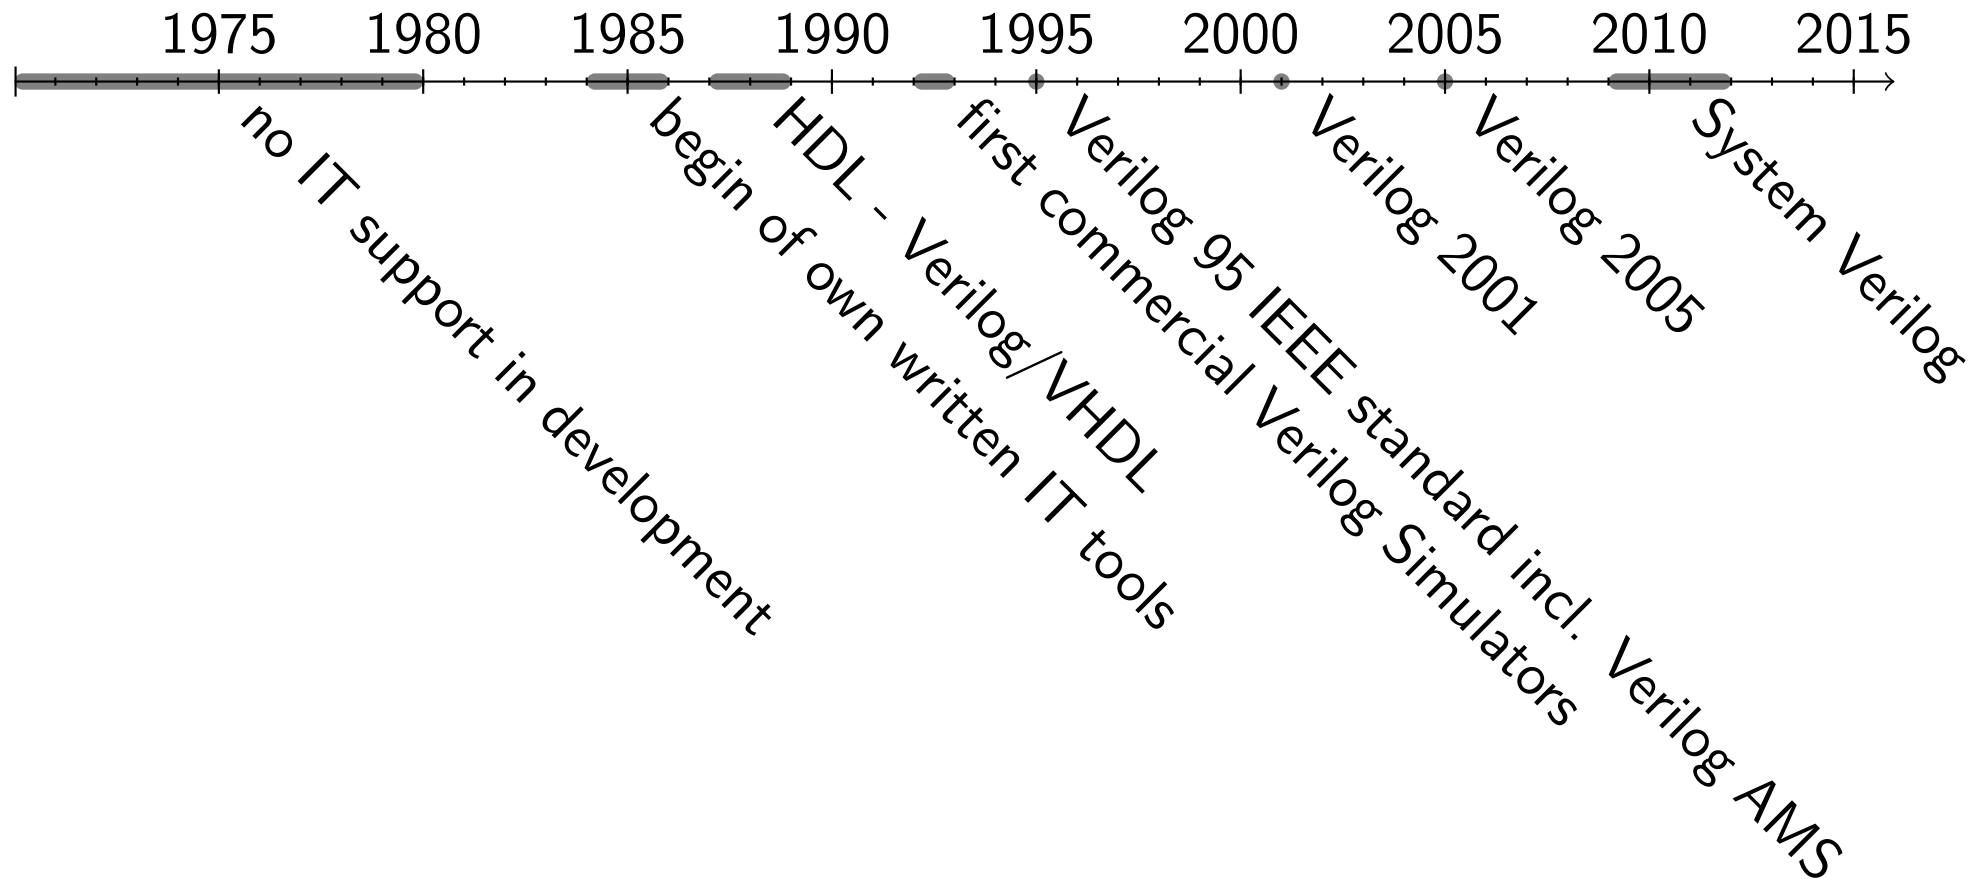 1975 1980 1985 1990 1995 2000 2005 2010 2015
no IT support in development
begin of own written IT tools
HDL - Verilog/VHDL
first commercial Verilog Simulators
Verilog 95 IEEE standard incl. Verilog AMS
Verilog 2001
Verilog 2005
System Verilog